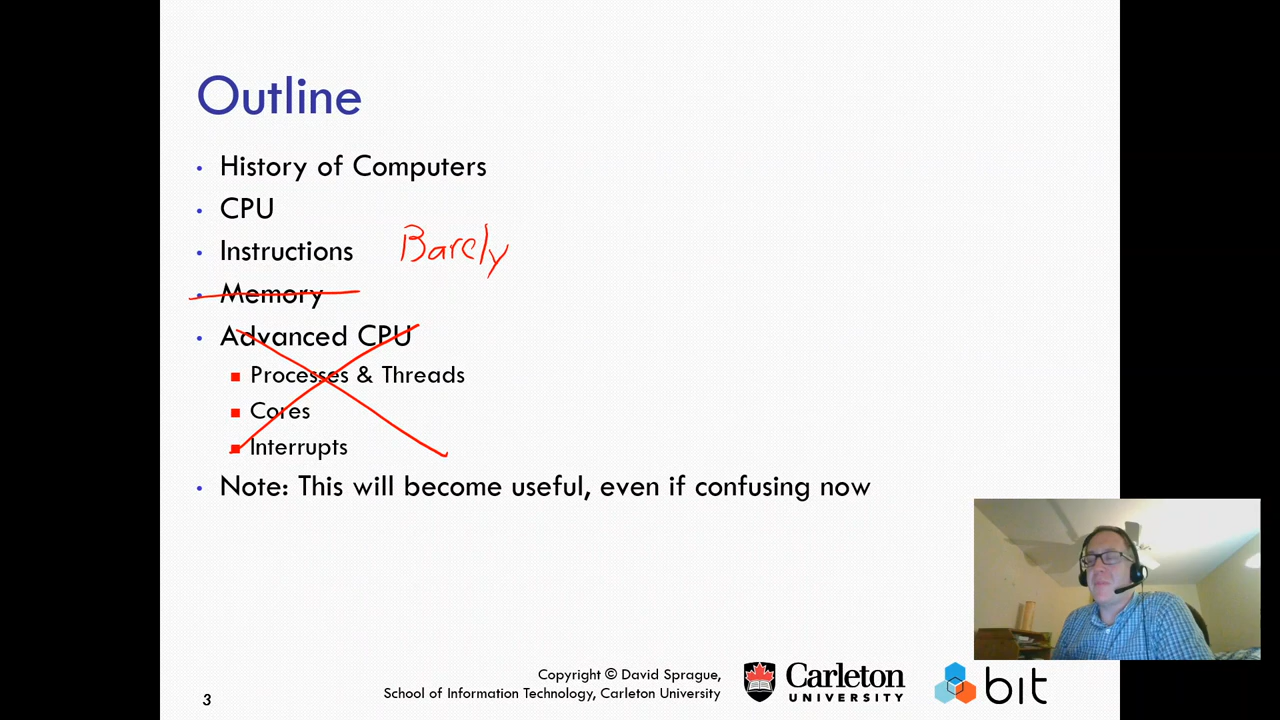 Outline
• History of Computers
• CPU
• Instructions Barely
• Memory
• Advanced CPU
■ Processes & Threads
■ Cores
■ Interrupts
• Note: This will become useful, even if confusing now
Copyright © David Sprague,
School of Information Technology, Carleton University
Carleton
UNIVERSITY
bit
3